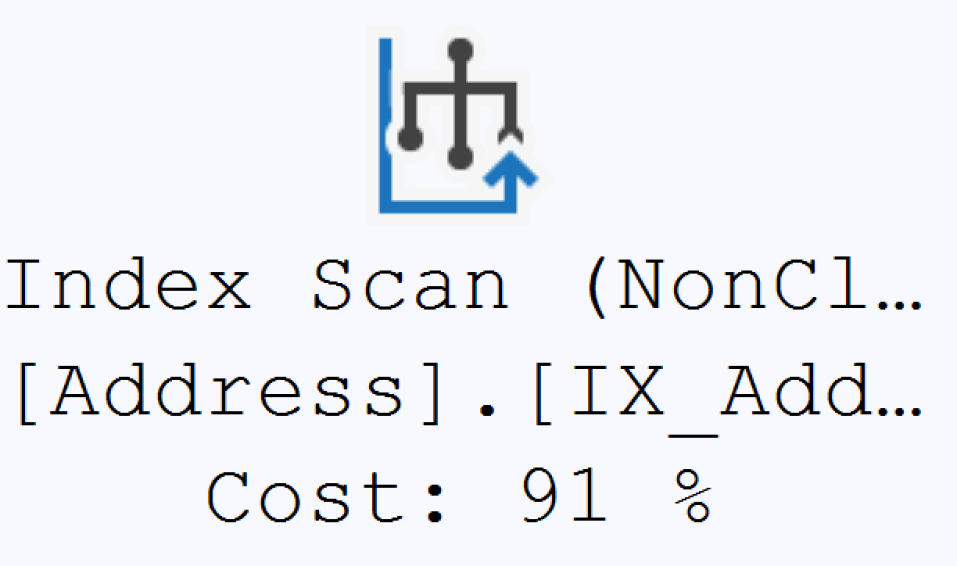 Index Scan (NonCl…
[Address].[IX_Add…
Cost: 91 %